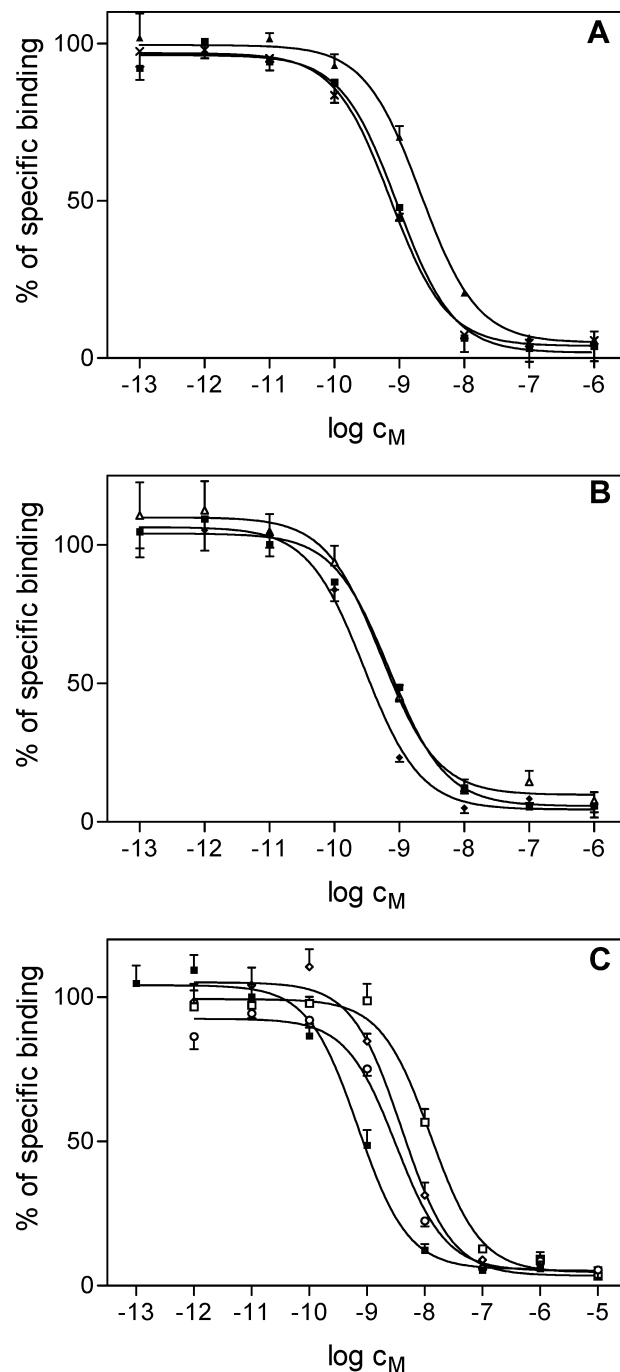 A
% of specific binding
100
50
0
-13 -12 -11 -10 -9 -8 -7 -6
log cM
B
% of specific binding
100
50
0
-13 -12 -11 -10 -9 -8 -7 -6
log cM
C
% of specific binding
100
50
0
-13 -12 -11 -10 -9 -8 -7 -6 -5
log cM